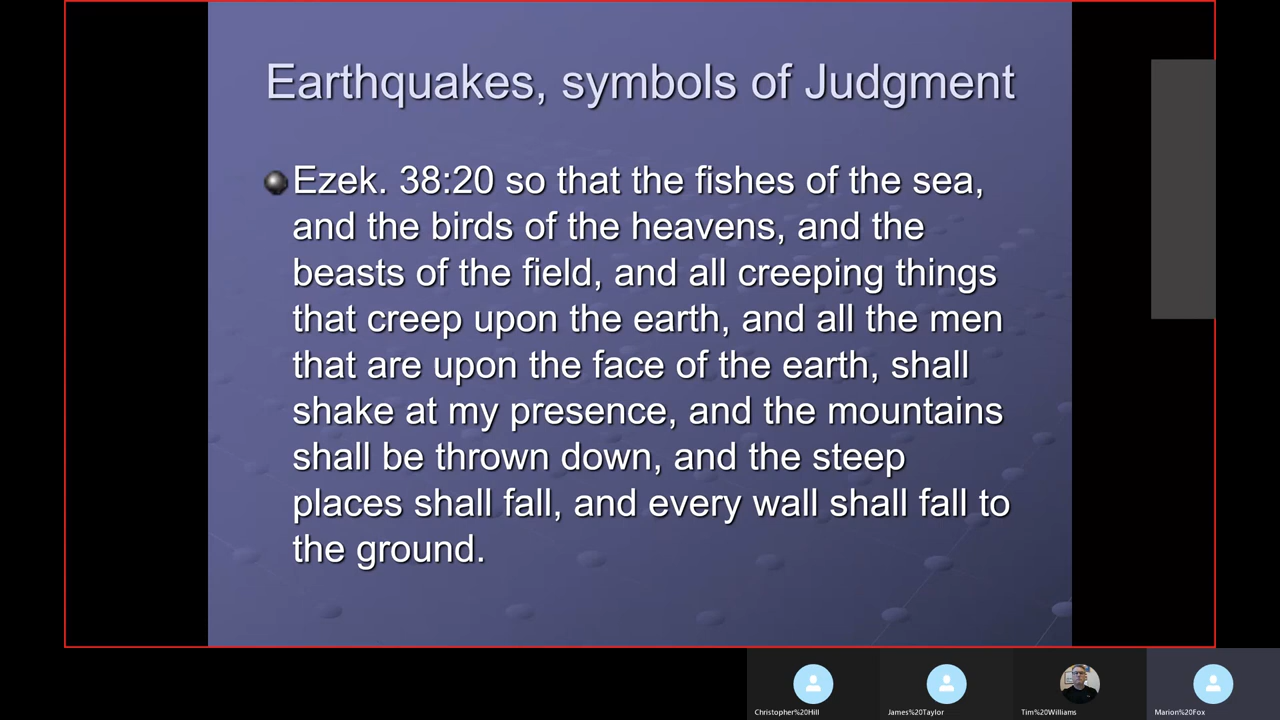 Earthquakes, symbols of Judgment
Ezek. 38:20 so that the fishes of the sea,
and the birds of the heavens, and the
beasts of the field, and all creeping things
that creep upon the earth, and all the men
that are upon the face of the earth, shall
shake at my presence, and the mountains
shall be thrown down, and the steep
places shall fall, and every wall shall fall to
the ground.
Christopher%20Hill
James%20Taylor
Tim%20Williams
Marion%20Fox